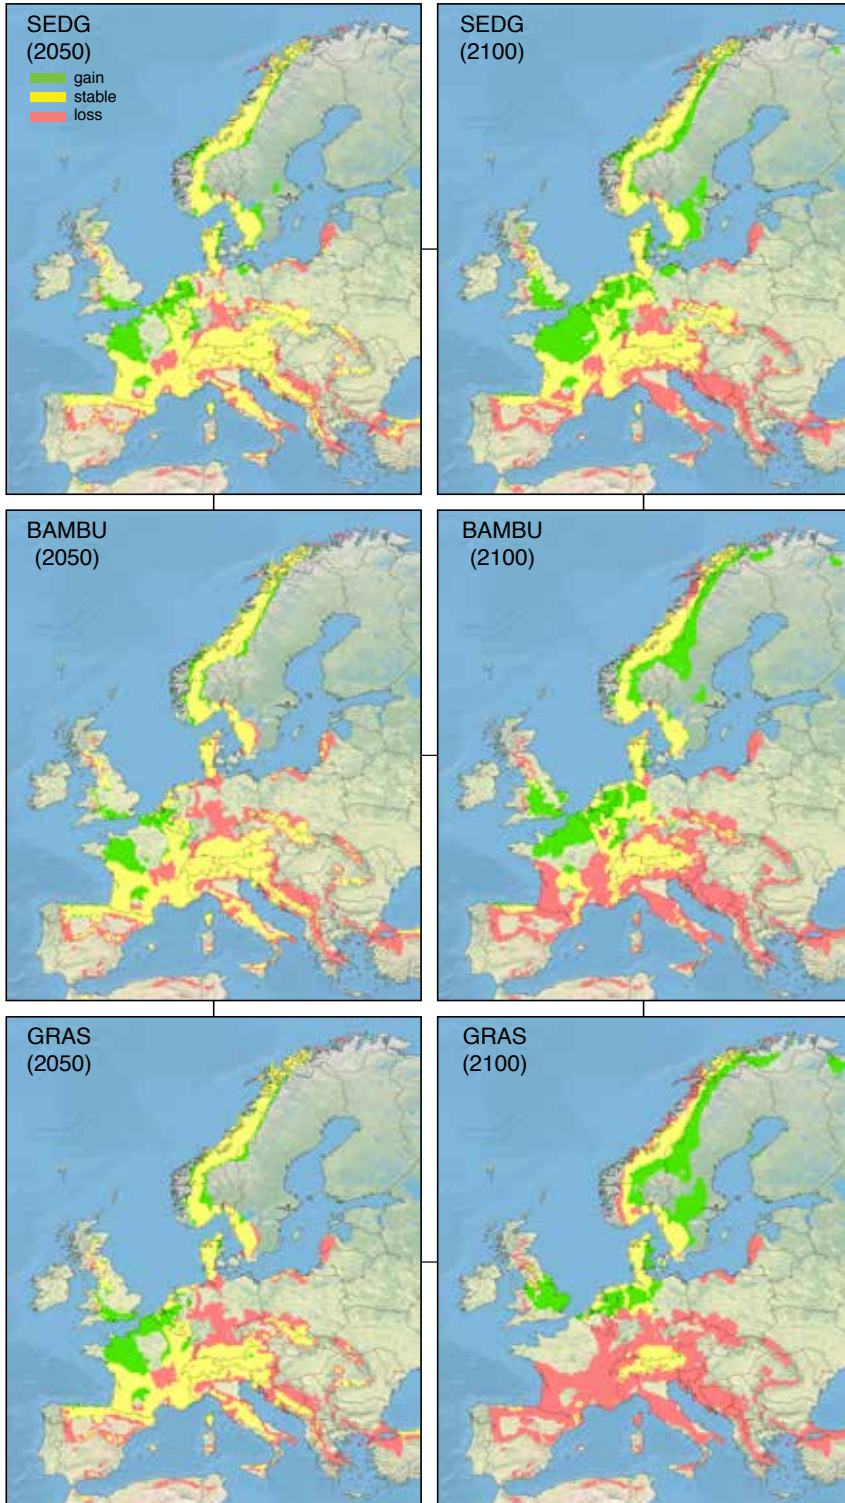 SEDG
(2050)
gain
stable
loss
SEDG
(2100)
BAMBU
(2050)
BAMBU
(2100)
GRAS
(2050)
GRAS
(2100)